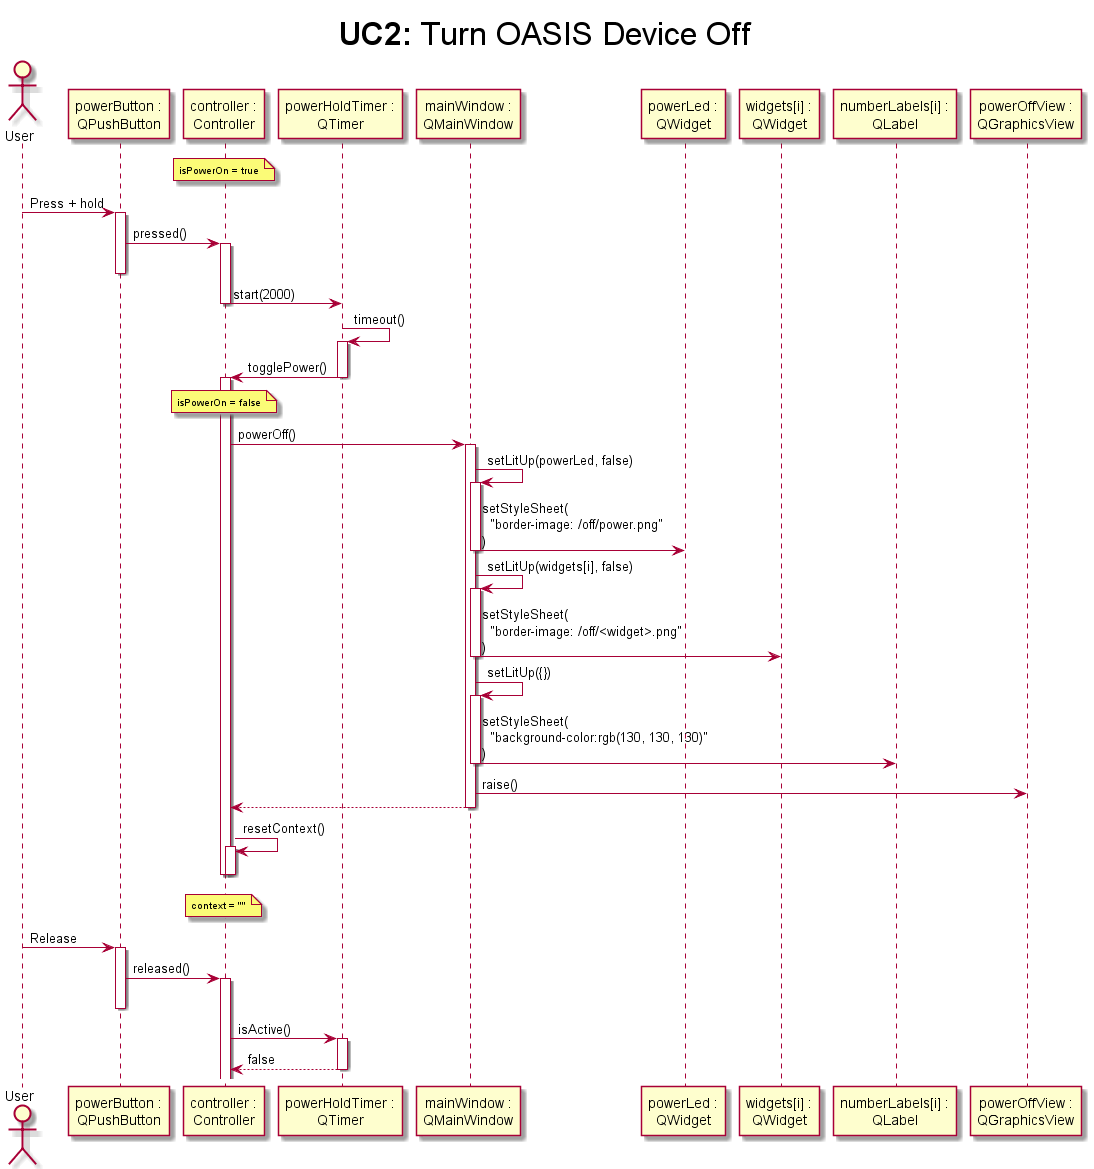 UC2: Turn OASIS Device Off
User
powerButton :
QPushButton
controller :
Controller
powerHoldTimer :
QTimer
mainWindow :
QMainWindow
powerLed :
QWidget
widgets[i] :
QWidget
numberLabels[i] :
QLabel
powerOffView :
QGraphicsView
isPowerOn = true
Press + hold
pressed()
start(2000)
timeout()
togglePower()
isPowerOn = false
powerOff()
setLitUp(powerLed, false)
setStyleSheet(
"border-image: /off/power.png"
)
setLitUp(widgets[i], false)
setStyleSheet(
"border-image: /off/<widget>.png"
)
setLitUp({})
setStyleSheet(
"background-color:rgb(130, 130, 130)"
)
raise()
resetContext()
context = ""
Release
released()
isActive()
false
User
powerButton :
QPushButton
controller :
Controller
powerHoldTimer :
QTimer
mainWindow :
QMainWindow
powerLed :
QWidget
widgets[i] :
QWidget
numberLabels[i] :
QLabel
powerOffView :
QGraphicsView